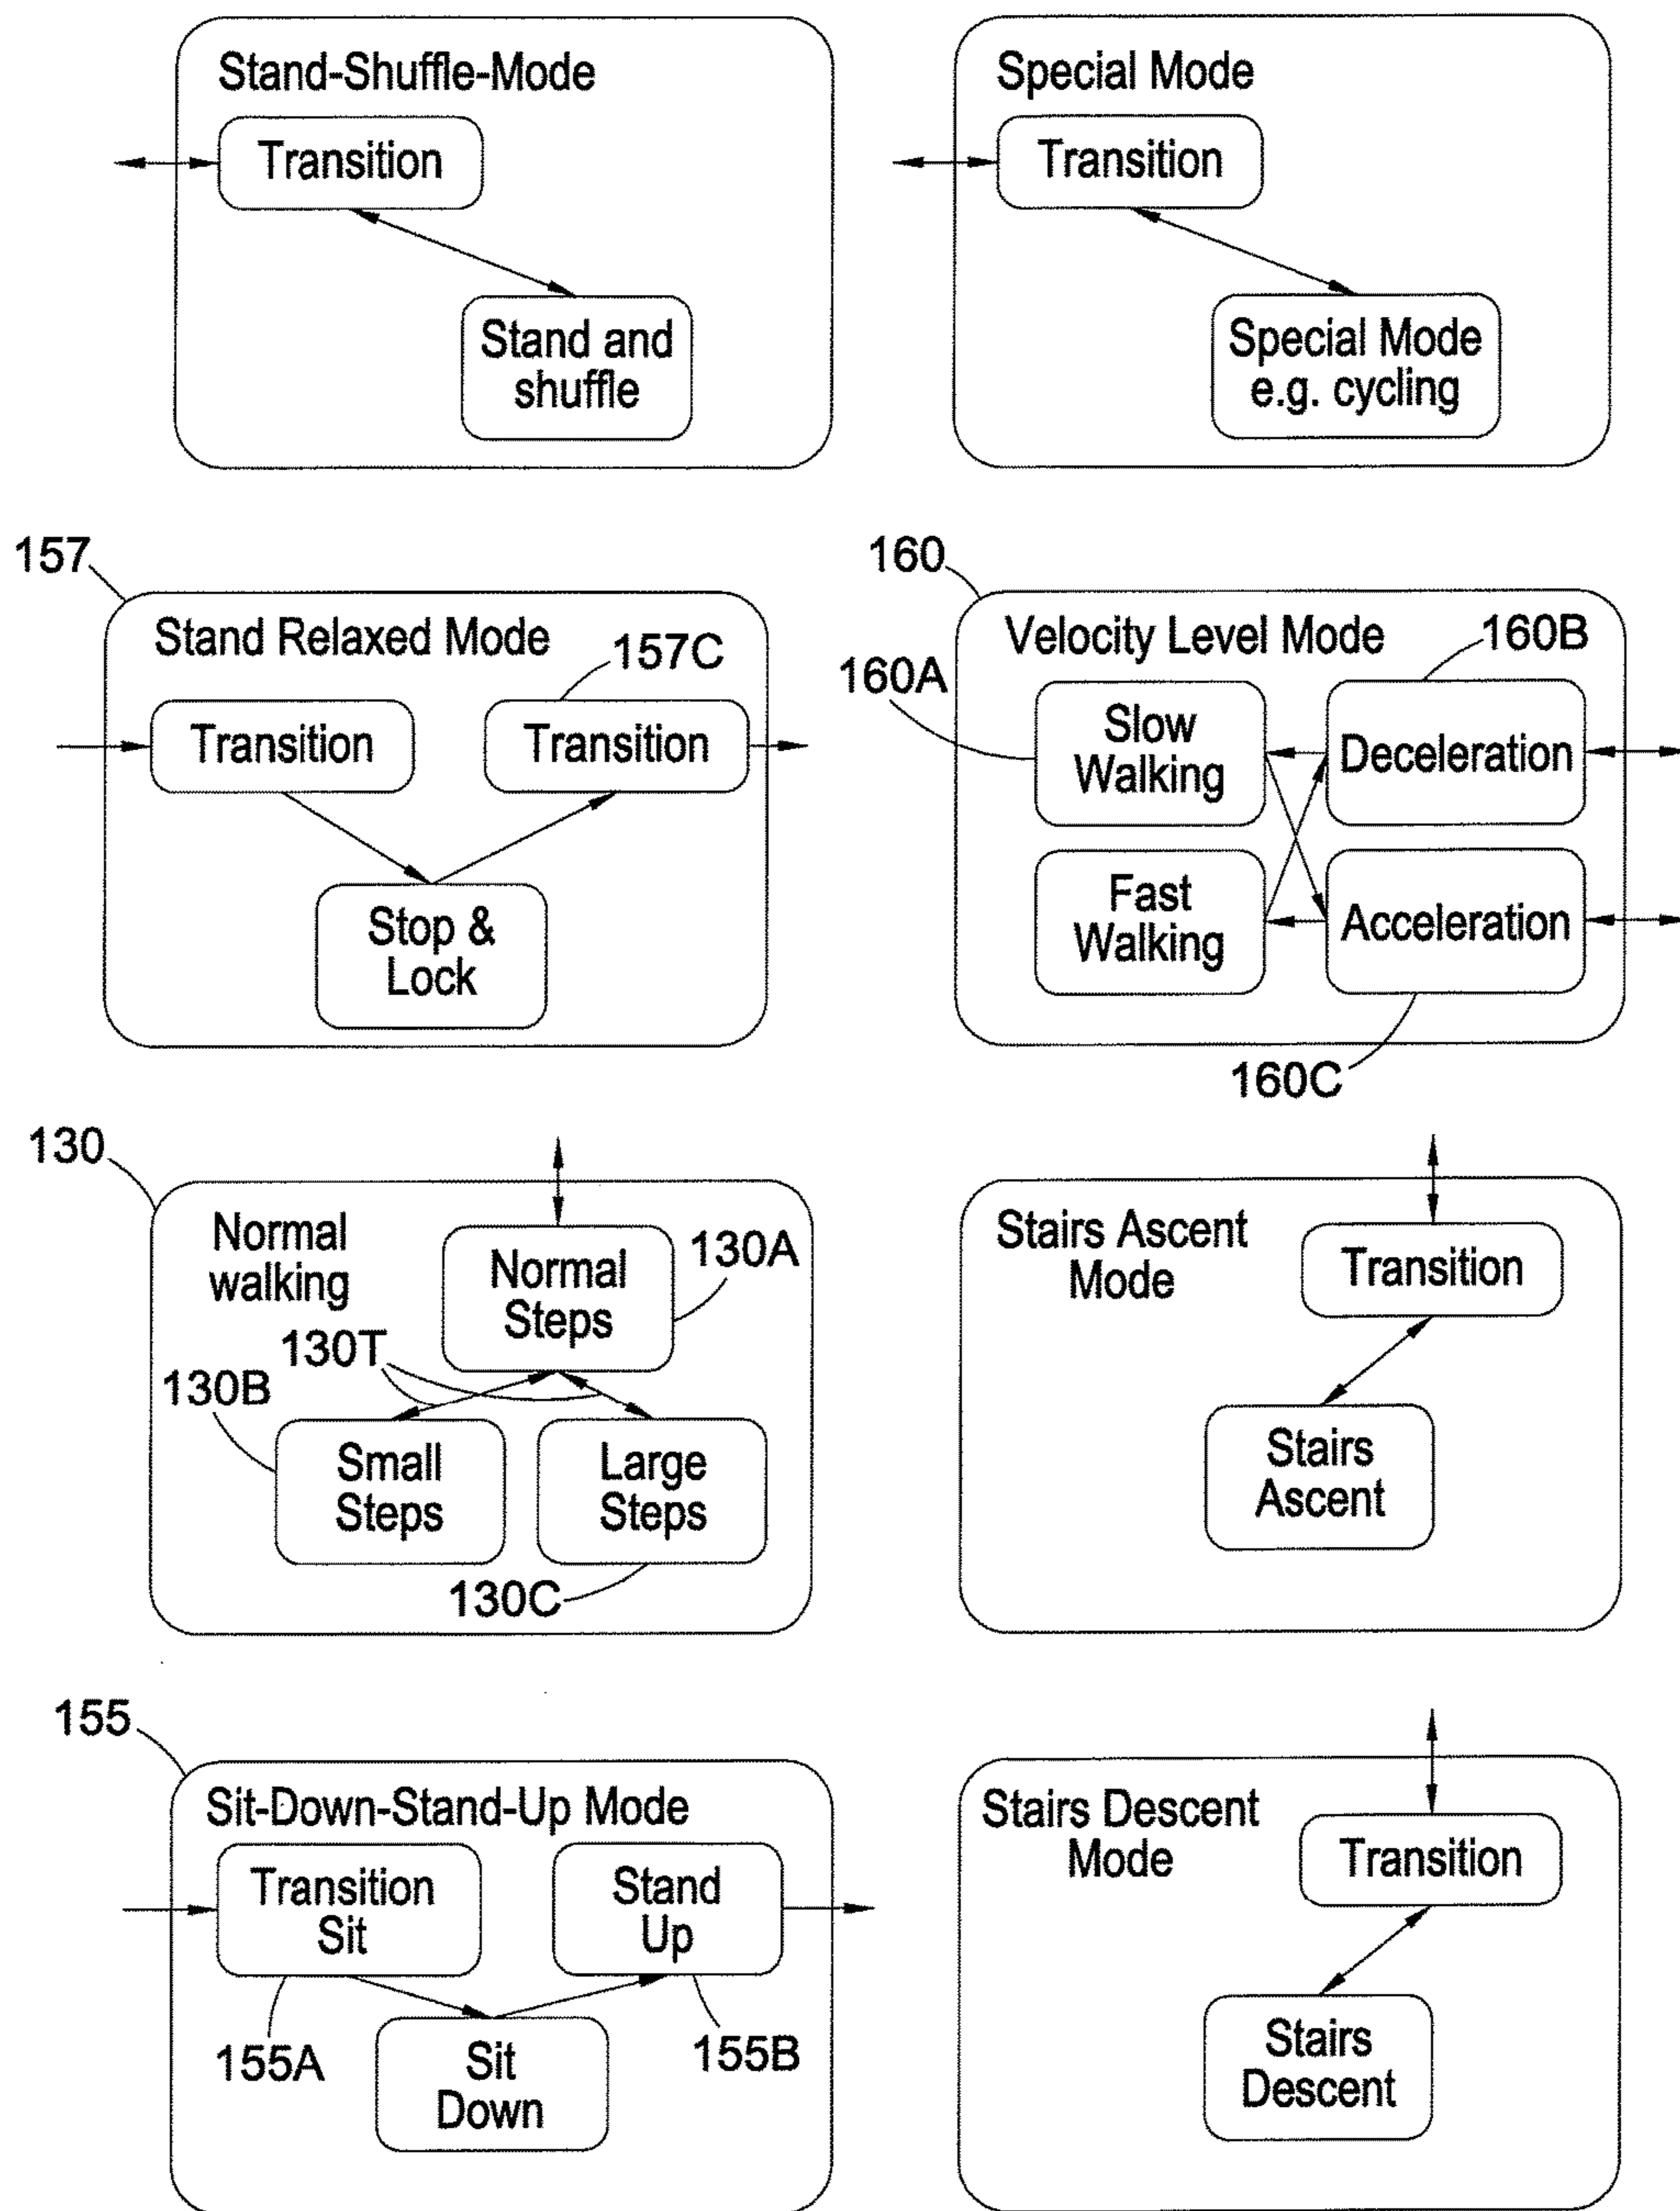 Stand-Shuffle-Mode
Transition
Stand and
shuffle
Special Mode
Transition
Special Mode
e.g. cycling
157
Stand Relaxed Mode
157C
Transition
Transition
Stop &
Lock
160
Velocity Level Mode
160B
160A
Slow
Walking
Deceleration
Fast
Walking
Acceleration
160C
130
Normal
walking
Normal
Steps
130A
130T
130B
Small
Steps
Large
Steps
130C
Stairs Ascent
Mode
Transition
Stairs
Ascent
155
Sit-Down-Stand-Up Mode
Transition
Sit
Stand
Up
155A
Sit
Down
155B
Stairs Descent
Mode
Transition
Stairs
Descent